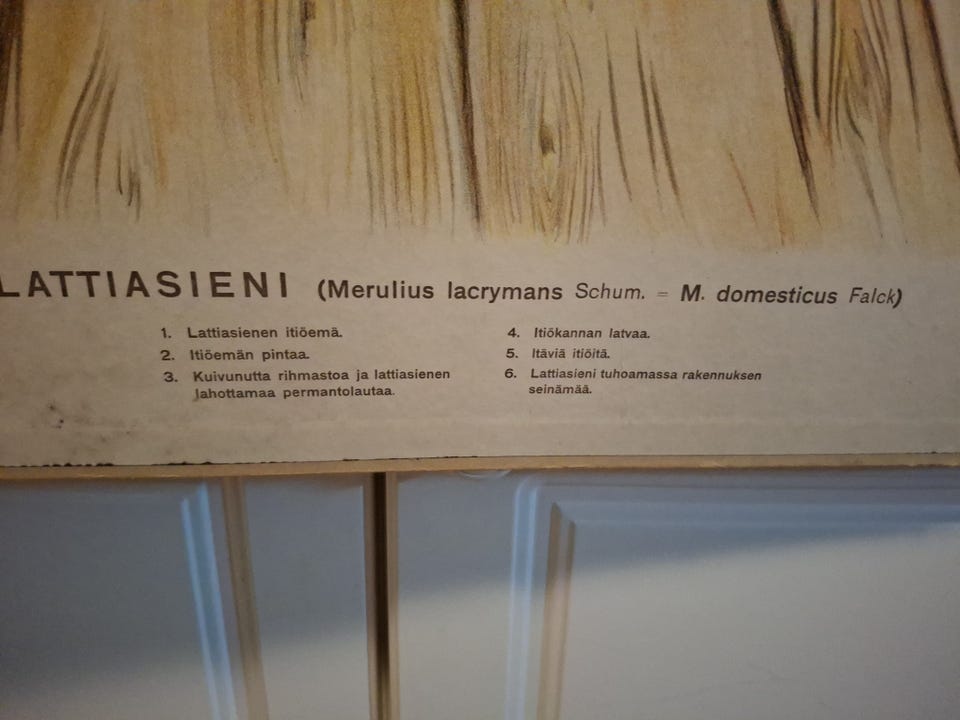 LATTIASIENI (Merulius lacrymans Schum. = M. domesticus Falck)
1. Lattiasienen itiöemä.
2. Itiöemän pintaa.
3. Kuivunutta rihmastoa ja lattiasienen
lahottamaa permantolautaa.
4. Itiökannan latvaa.
5. Itäviä itiöitä.
6. Lattiasieni tuhoamassa rakennuksen
seinämää.